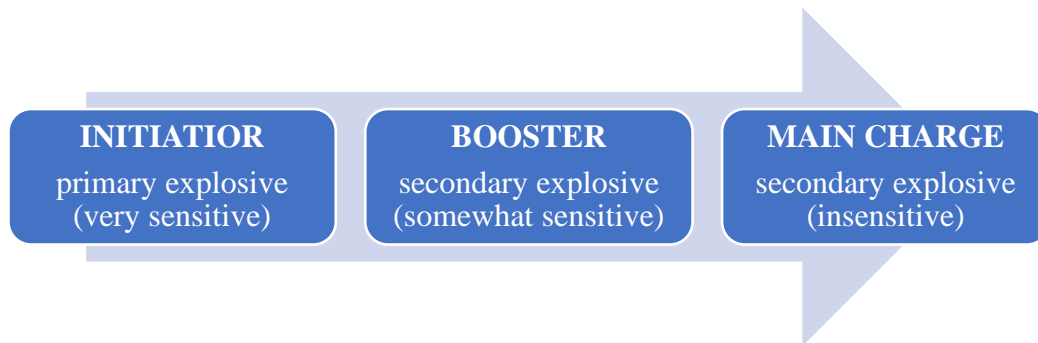 INITIATIOR
primary explosive
(very sensitive)
BOOSTER
secondary explosive
(somewhat sensitive)
MAIN CHARGE
secondary explosive
(insensitive)